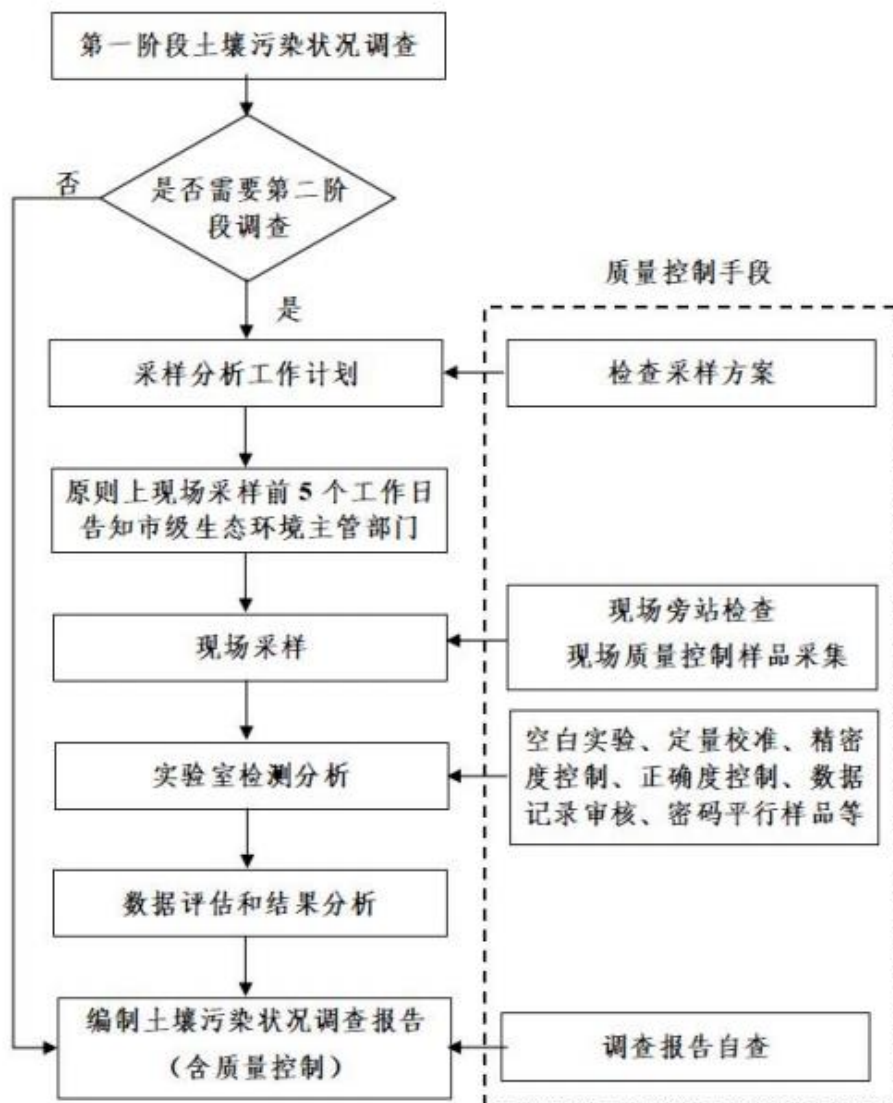 第一阶段土壤污染状况调查
否
是否需要第二阶
段调查
质量控制手段
是
采样分析工作计划
检查采样方案
原则上现场采样前 5 个工作日
告知市级生态环境主管部门
现场旁站检查
现场采样
现场质量控制样品采集
空白实验、定量校准、精密
实验室检测分析
度控制、正确度控制、数据
记录审核、密码平行样品等
数据评估和结果分析
编制土壤污染状况调查报告
(含质量控制)
调查报告自查